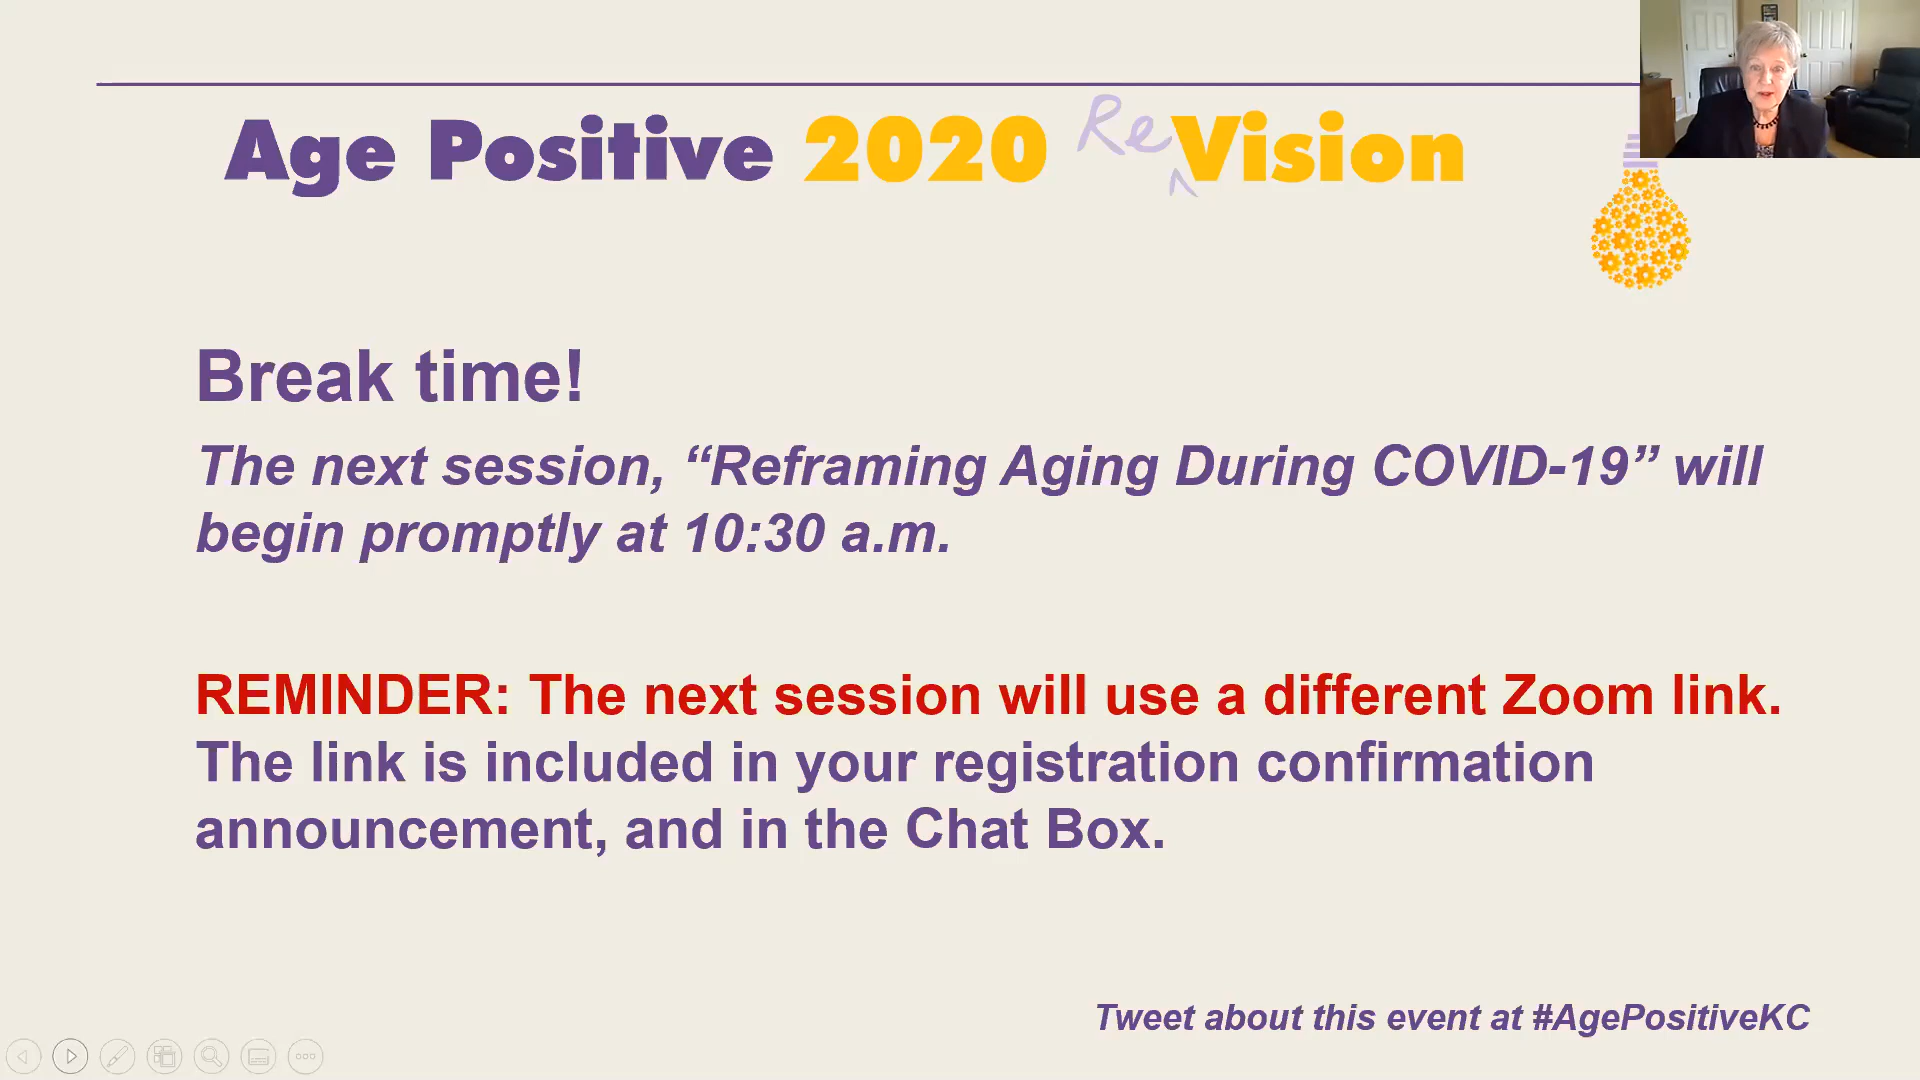 Age Positive 2020 ReVision
Break time!
The next session, “Reframing Aging During COVID-19” will
begin promptly at 10:30 a.m.
REMINDER: The next session will use a different Zoom link.
The link is included in your registration confirmation
announcement, and in the Chat Box.
Tweet about this event at #AgePositiveKC